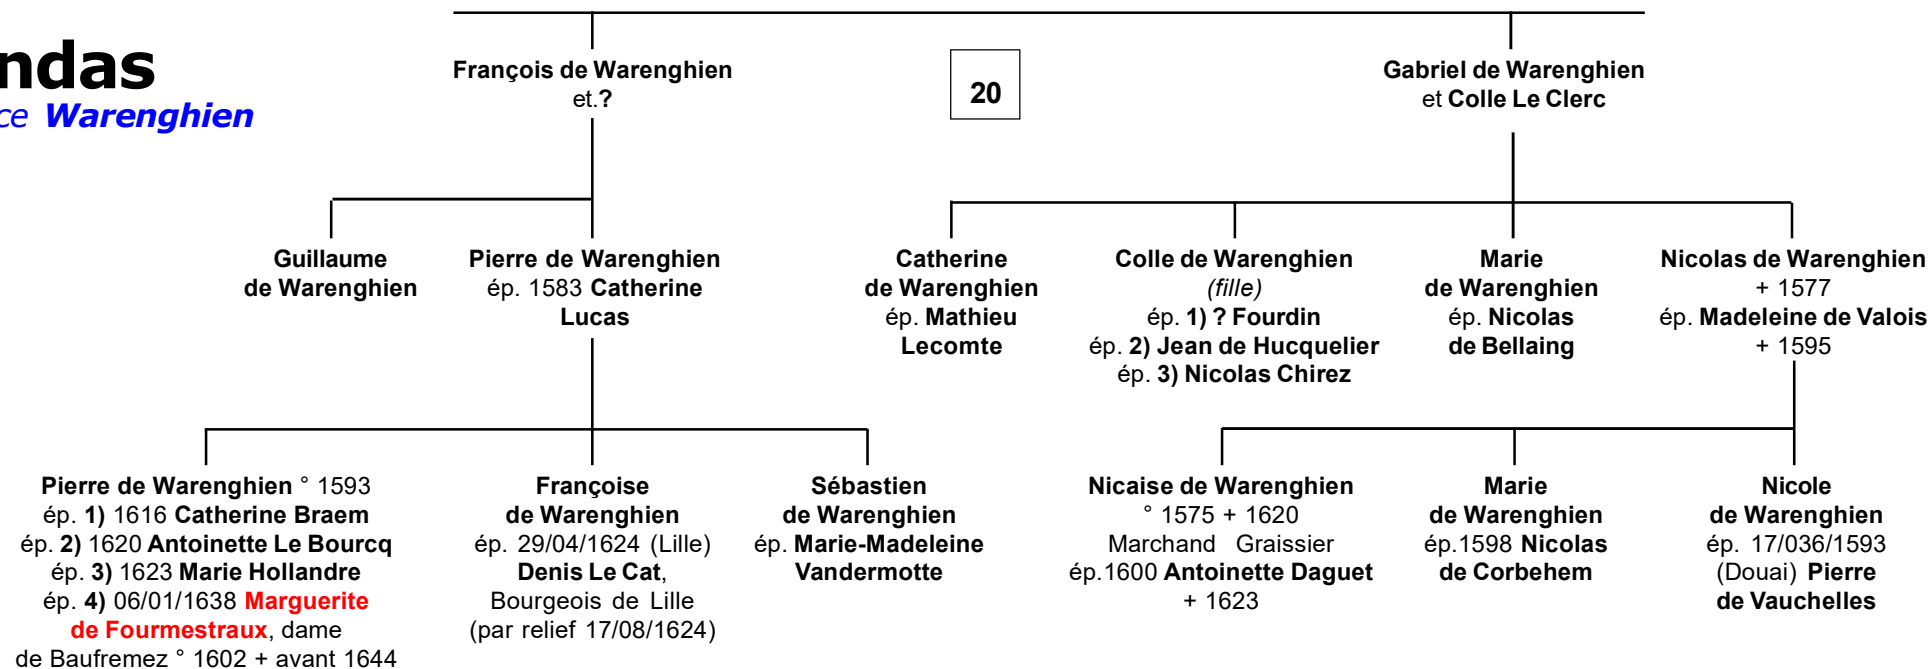 ndas
ce Warenghien
François de Warenghien
et.?
20
Gabriel de Warenghien
et Colle Le Clerc
Guillaume
de Warenghien
Pierre de Warenghien
ép. 1583 Catherine
Lucas
Catherine
de Warenghien
ép. Mathieu
Lecomte
Colle de Warenghien
(fille)
ép. 1) ? Fourdin
ép. 2) Jean de Hucquelier
ép. 3) Nicolas Chirez
Marie
de Warenghien
ép. Nicolas
de Bellaing
Nicolas de Warenghien
+ 1577
ép. Madeleine de Valois
+ 1595
Pierre de Warenghien ° 1593
ép. 1) 1616 Catherine Braem
ép. 2) 1620 Antoinette Le Bourcq
ép. 3) 1623 Marie Hollandre
ép. 4) 06/01/1638 Marguerite
de Fourmestraux, dame
de Baufremez ° 1602 + avant 1644
Françoise
de Warenghien
ép. 29/04/1624 (Lille)
Denis Le Cat,
Bourgeois de Lille
(par relief 17/08/1624)
Sébastien
de Warenghien
ép. Marie-Madeleine
Vandermotte
Nicaise de Warenghien
° 1575 + 1620
Marchand Graissier
ép.1600 Antoinette Daguet
+ 1623
Marie
de Warenghien
ép.1598 Nicolas
de Corbehem
Nicole
de Warenghien
ép. 17/036/1593
(Douai) Pierre
de Vauchelles